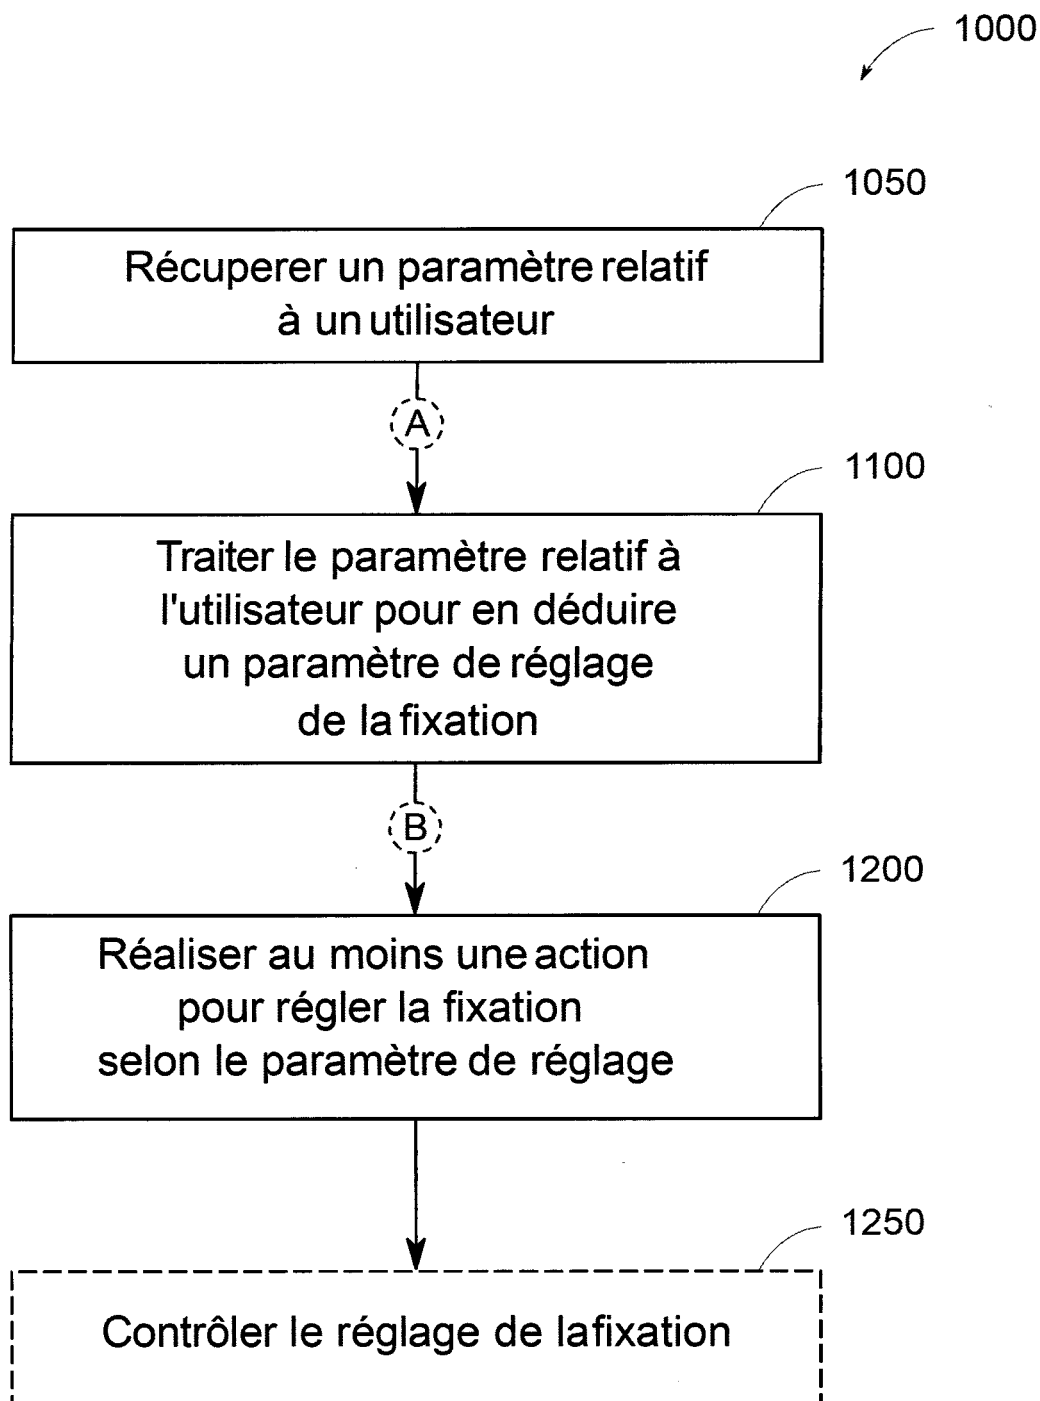 1000
1050
Récuperer un paramètre relatif
à un utilisateur
A
1100
Traiter le paramètre relatif à
l'utilisateur pour en déduire
un paramètre de réglage
de la fixation
B
1200
Réaliser au moins une action
pour régler la fixation
selon le paramètre de réglage
1250
Contrôler le réglage de la fixation